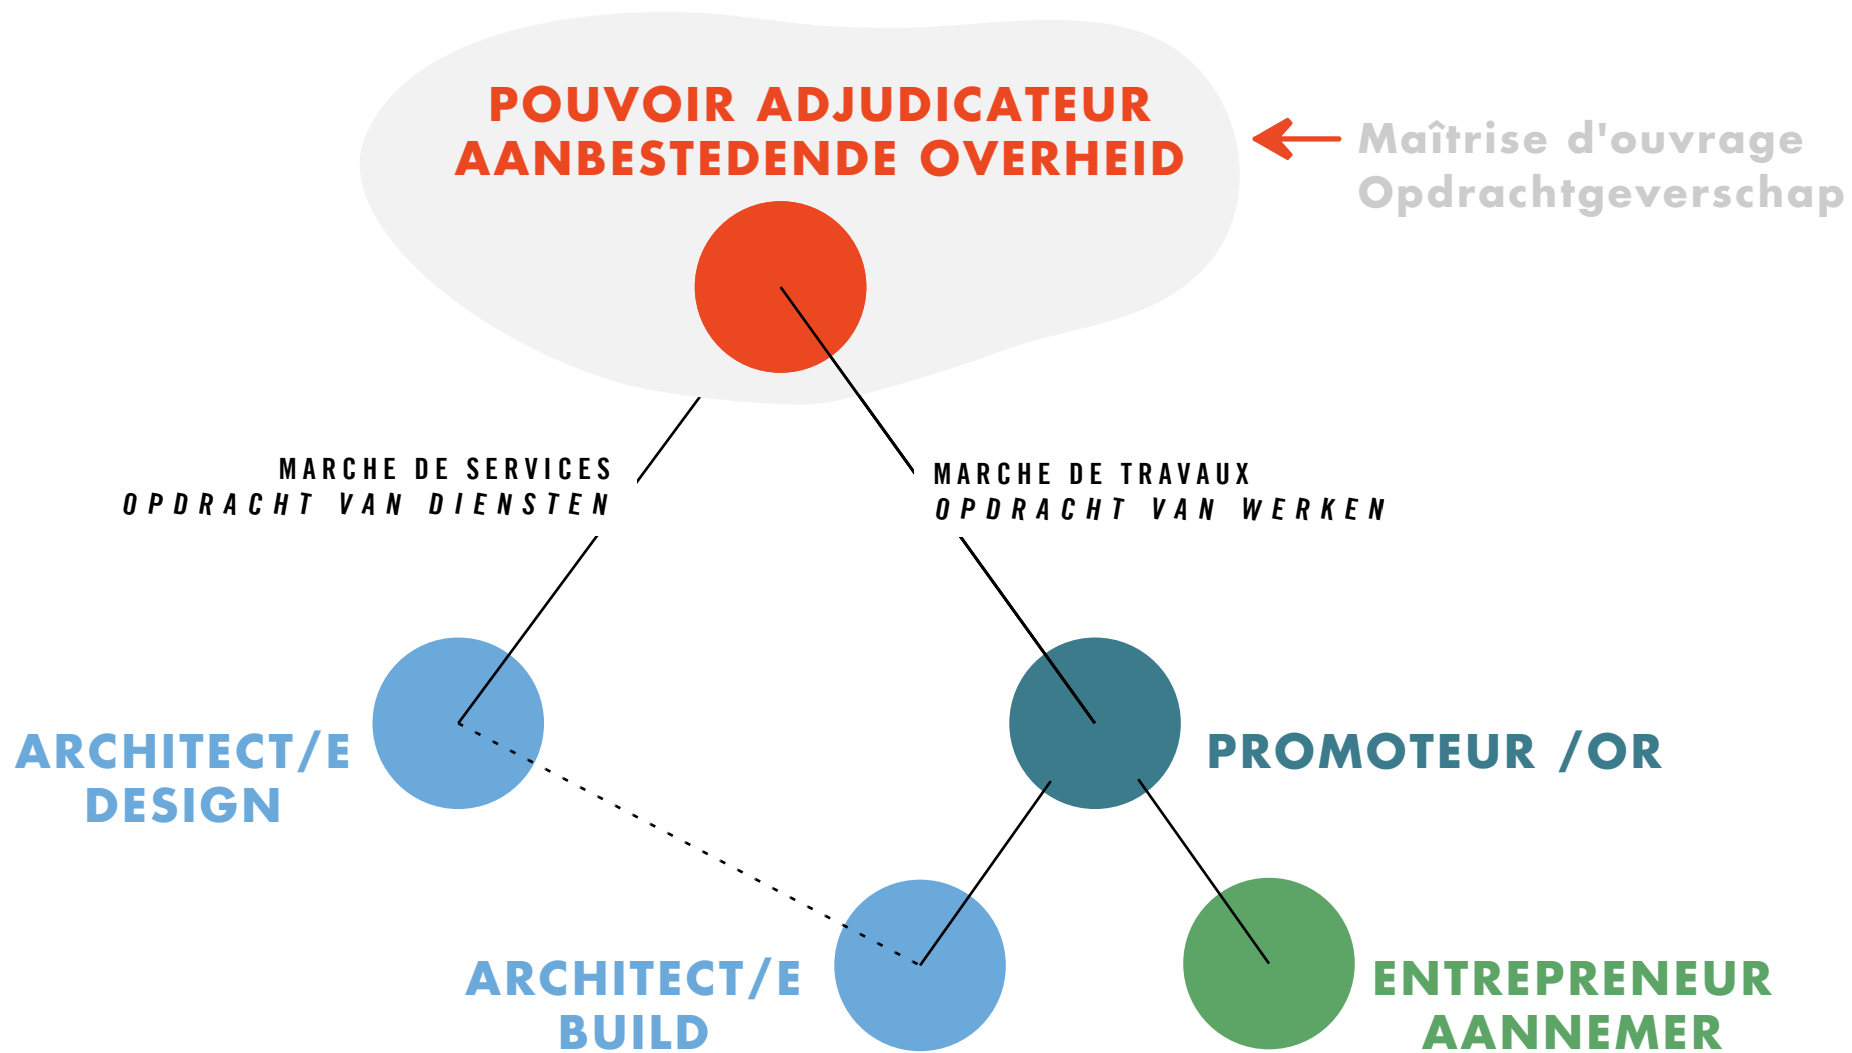 POUVOIR ADJUDICATEUR
AANBESTEDENDE OVERHEID
Maîtrise d'ouvrage
Opdrachtgeverschap
MARCHE DE SERVICES
OPDRACHT VAN DIENSTEN
MARCHE DE TRAVAUX
OPDRACHT VAN WERKEN
ARCHITECT/E
DESIGN
PROMOTEUR /OR
ARCHITECT/E
BUILD
ENTREPRENEUR
AANNEMER